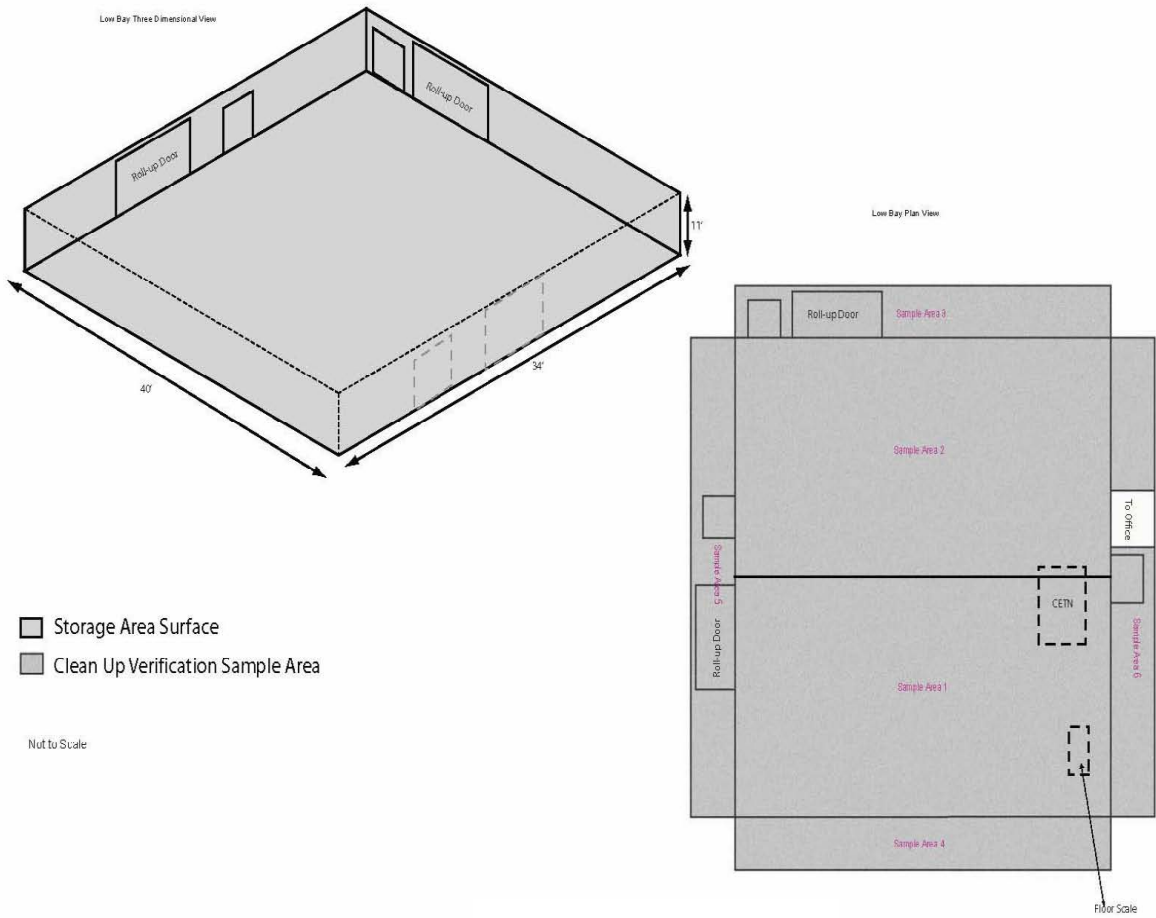 Low Bay Three Dimensional View
Roll-up Door
Roll-up Door
11'
34'
40'
Low Bay Plan View
Roll-up Door
Sample Area 3
Sample Area 2
To Office
Sample Area 5
CETN
Roll-up Door
Sample Area 6
Sample Area 1
Sample Area 4
Floor Scale
Storage Area Surface
Clean Up Verification Sample Area
Not to Scale